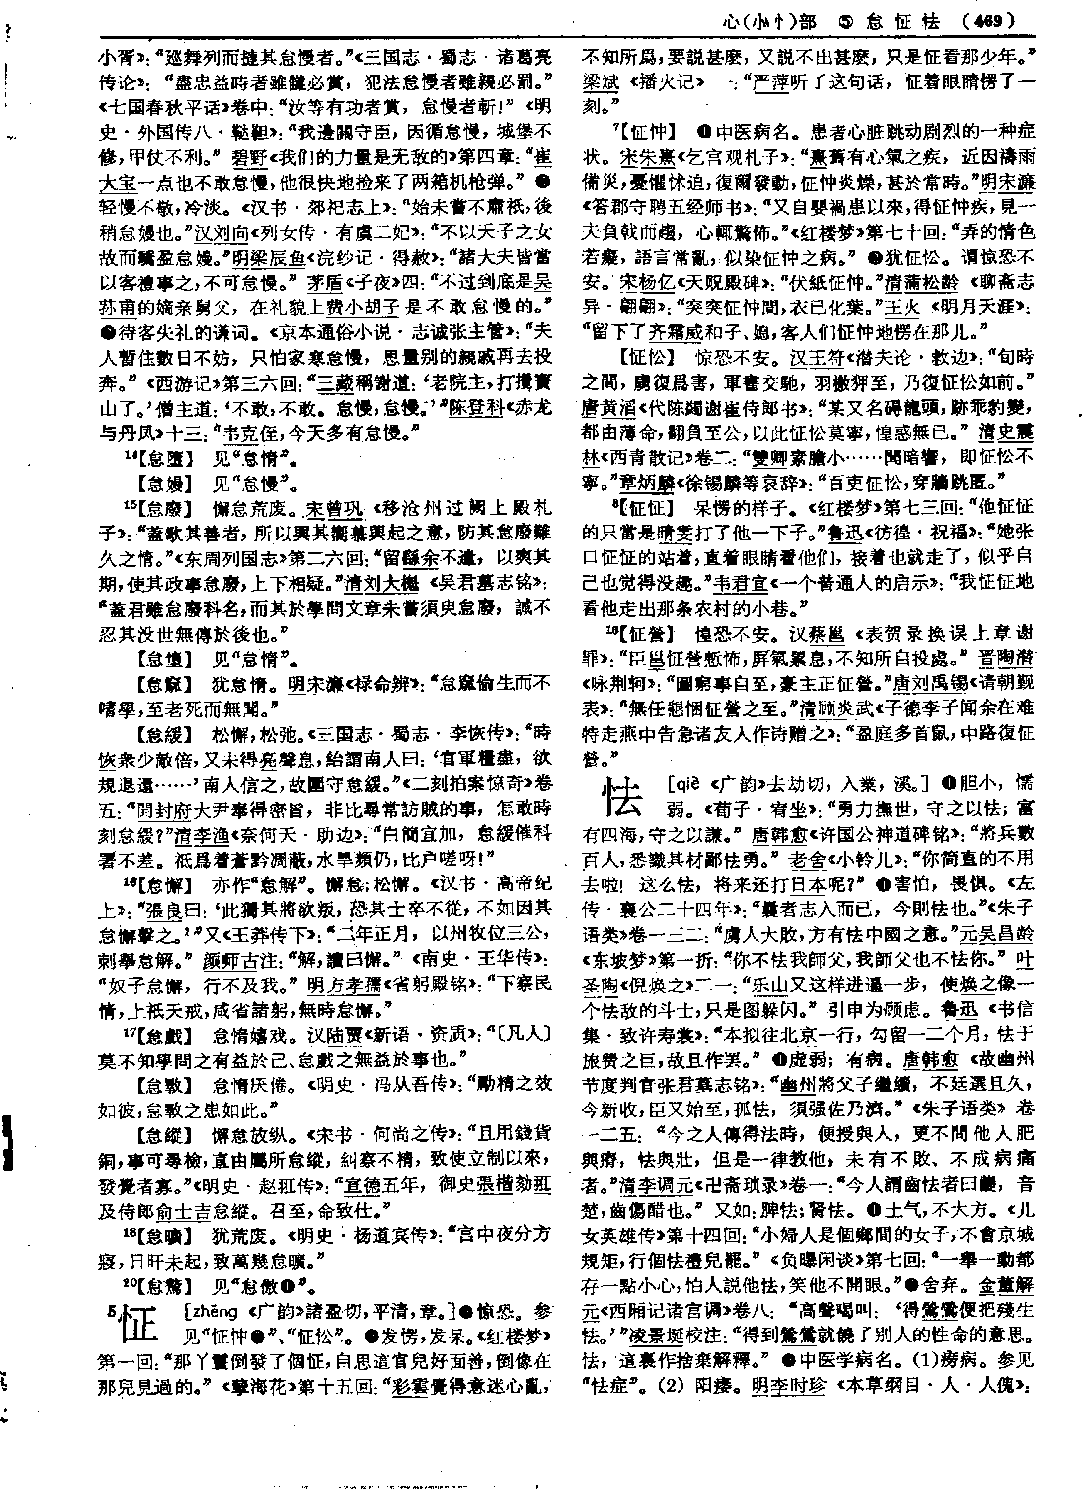 心(小忄)部 ⑤ 怠怔怯 (469)
小胥》：“廵舞列而撻其怠慢者。”《三国志·蜀志·诸葛亮
传论》：“盡忠益時者雖讎必賞，犯法怠慢者雖親必罰。”
《七国春秋平话》卷中：“汝等有功者賞，怠慢者斬！”《明
史·外国传八·鞑靼》：“我邊關守臣，因循怠慢，城堡不
修，甲仗不利。”碧野《我们的力量是无敌的》第四章：“崔
大宝一点也不敢怠慢，他很快地捡来了两箱机枪弹。”❷
轻慢不敬，冷淡。《汉书·郊祀志上》：“始未嘗不肅祇，後
稍怠嫚也。”汉刘向《列女传·有虞二妃》：“不以天子之女
故而驕盈怠嫚。”明梁辰鱼《浣纱记·得赦》：“諸大夫皆當
以客禮事之，不可怠慢。”茅盾《子夜》四：“不过到底是吴
荪甫的嫡亲舅父，在礼貌上费小胡子是不敢怠慢的。”
❸待客失礼的谦词。《京本通俗小说·志诚张主管》：“夫
人暫住數日不妨，只怕家寒怠慢，思量别的親戚再去投
奔。”《西游记》第三六回：“三藏稱謝道：‘老院主，打攪寶
山了。’僧主道：‘不敢，不敢。怠慢，怠慢。’”陈登科《赤龙
与丹凤》十三：“韦克侄，今天多有怠慢。”
¹⁴【怠墮】 见“怠惰”。
【怠嫚】 见“怠慢”。
¹⁵【怠廢】 懈怠荒废。宋曾巩《移沧州过阙上殿札
子》：“蓋歌其善者，所以興其嚮慕興起之意，防其怠廢難
久之情。”《东周列国志》第二六回：“留繇余不遣，以爽其
期，使其政事怠廢，上下相疑。”清刘大櫆《吴君墓志铭》：
“蓋君雖怠廢科名，而其於學問文章未嘗須臾怠廢，誠不
忍其没世無傳於後也。”
【怠憜】 见“怠惰”。
【怠窳】 犹怠惰。明宋濂《禄命辨》：“怠窳偷生而不
嗜學，至老死而無聞。”
【怠缓】 松懈，松弛。《三国志·蜀志·李恢传》：“時
恢衆少敵倍，又未得亮聲息，紿謂南人曰：‘官軍糧盡，欲
規退還……’南人信之，故圍守怠緩。”《二刻拍案惊奇》卷
五：“開封府大尹奉得密旨，非比尋常訪賊的事，怎敢時
刻怠緩？”清李渔《奈何天·助边》：“白簡宜加，怠緩催科
署不差。祇爲着蒼黔凋蔽，水旱頻仍，比户嗟呀！”
¹⁶【怠懈】 亦作“怠解”。懈怠；松懈。《汉书·高帝纪
上》：“張良曰：‘此獨其將欲叛，恐其士卒不從，不如因其
怠懈擊之。’”又《王莽传下》：“二年正月，以州牧位三公，
刺舉怠解。”颜师古注：“解，讀曰懈。”《南史·王华传》：
“奴子怠懈，行不及我。”明方孝孺《省躬殿铭》：“下察民
情，上祇天戒，咸省諸躬，無時怠懈。”
¹⁷【怠戲】 怠惰嬉戏。汉陆贾《新语·资质》：“〔凡人〕
莫不知學問之有益於己、怠戲之無益於事也。”
【怠斁】 怠惰厌倦。《明史·冯从吾传》：“勵精之效
如彼，怠斁之患如此。”
【怠縱】 懈怠放纵。《宋书·何尚之传》：“且用錢貨
銅，事可尋檢，直由屬所怠縱，糾察不精，致使立制以來，
發覺者寡。”《明史·赵羾传》：“宣德五年，御史張楷劾羾
及侍郎俞士吉怠縱。召至，命致仕。”
¹⁸【怠曠】 犹荒废。《明史·杨道宾传》：“宫中夜分方
寝，日旰未起，致萬幾怠曠。”
²⁰【怠驁】 见“怠傲❶”。
⁵怔 [zhēng《广韵》諸盈切，平清，章。]❶惊恐。参
见“怔忡❷”、“怔忪”。❷发愣，发呆。《红楼梦》
第一回：“那丫鬟倒發了個怔，自思這官兒好面善，倒像在
那兒見過的。”《孽海花》第十五回：“彩雲覺得意迷心亂，
不知所爲，要説甚麽，又説不出甚麽，只是怔看那少年。”
梁斌《播火记》一：“严萍听了这句话，怔着眼睛愣了一
刻。”
⁷【怔忡】 ❶中医病名。患者心脏跳动剧烈的一种症
状。宋朱熹《乞宫观札子》：“熹舊有心氣之疾，近因禱雨
備災，憂懼怵迫，復爾發動，怔忡炎燥，甚於常時。”明宋濂
《答郡守聘五经师书》：“又自嬰禍患以來，得怔忡疾，見一
夫負戟而趨，心輒驚怖。”《红楼梦》第七十回：“弄的情色
若癡，語言常亂，似染怔忡之病。”❷犹怔忪。谓惊恐不
安。宋杨亿《天贶殿碑》：“伏紙怔忡。”清蒲松龄《聊斋志
异·翩翩》：“突突怔忡間，衣已化葉。”王火《明月天涯》：
“留下了齐霜威和子、媳，客人们怔忡地愣在那儿。”
【怔忪】 惊恐不安。汉王符《潜夫论·救边》：“旬時
之間，虜復爲害，軍書交馳，羽檄狎至，乃復怔忪如前。”
唐黄滔《代陈蠲谢崔侍郎书》：“某又名礙龍頭，跡乖豹變，
都由薄命，翻負至公，以此怔忪莫寧，惶惑無已。”清史震
林《西青散记》卷二：“雙卿素膽小……聞暗響，即怔忪不
寧。”章炳麟《徐锡麟等哀辞》：“百吏怔忪，穿牆跳匿。”
⁸【怔怔】 呆愣的样子。《红楼梦》第七三回：“他怔怔
的只當是晴雯打了他一下子。”鲁迅《彷徨·祝福》：“她张
口怔怔的站着，直着眼睛看他们，接着也就走了，似乎自
己也觉得没趣。”韦君宜《一个普通人的启示》：“我怔怔地
看他走出那条农村的小巷。”
¹⁰【怔營】 惶恐不安。汉蔡邕《表贺录换误上章谢
罪》：“臣邕怔營慙怖，屏氣累息，不知所自投處。”晋陶潜
《咏荆轲》：“圖窮事自至，豪主正怔營。”唐刘禹锡《请朝觐
表》：“無任懇悃怔營之至。”清顾炎武《子德李子闻余在难
特走燕中告急诸友人作诗赠之》：“盈庭多首鼠，中路復怔
營。”
怯 [qiè《广韵》去劫切，入業，溪。] ❶胆小，懦
弱。《荀子·宥坐》：“勇力撫世，守之以怯；富
有四海，守之以謙。”唐韩愈《许国公神道碑铭》：“將兵數
百人，悉識其材鄙怯勇。”老舍《小铃儿》：“你简直的不用
去啦！这么怯，将来还打日本呢？”❷害怕，畏惧。《左
传·襄公二十四年》：“曩者志入而已，今則怯也。”《朱子
语类》卷一三二：“虜人大敗，方有怯中國之意。”元吴昌龄
《东坡梦》第一折：“你不怯我師父，我師父也不怯你。”叶
圣陶《倪焕之》二一：“乐山又这样进逼一步，使焕之像一
个怯敌的斗士，只是图躲闪。”引申为顾虑。鲁迅《书信
集·致许寿裳》：“本拟往北京一行，勾留一二个月，怯于
旅费之巨，故且作罢。”❸虚弱；有病。唐韩愈《故幽州
节度判官张君墓志铭》：“幽州將父子繼續，不廷選且久，
今新收，臣又始至，孤怯，須强佐乃濟。”《朱子语类》卷
一二五：“今之人傳得法時，便授與人，更不問他人肥
與瘠，怯與壯，但是一律教他，未有不敗、不成病痛
者。”清李调元《卍斋璅录》卷一：“今人謂齒怯者曰齼，音
楚，齒傷醋也。”又如：脾怯；肾怯。❹土气，不大方。《儿
女英雄传》第十四回：“小婦人是個鄉間的女子，不會京城
規矩，行個怯禮兒罷。”《负曝闲谈》第七回：“一舉一動都
存一點小心，怕人説他怯，笑他不開眼。”❺舍弃。金董解
元《西厢记诸宫调》卷八：“高聲喝叫：‘得鶯鶯便把殘生
怯。’”凌景埏校注：“得到鶯鶯就饒了别人的性命的意思。
怯，這裏作捨棄解釋。”❻中医学病名。(1)痨病。参见
“怯症”。(2) 阳痿。明李时珍《本草纲目·人·人傀》：